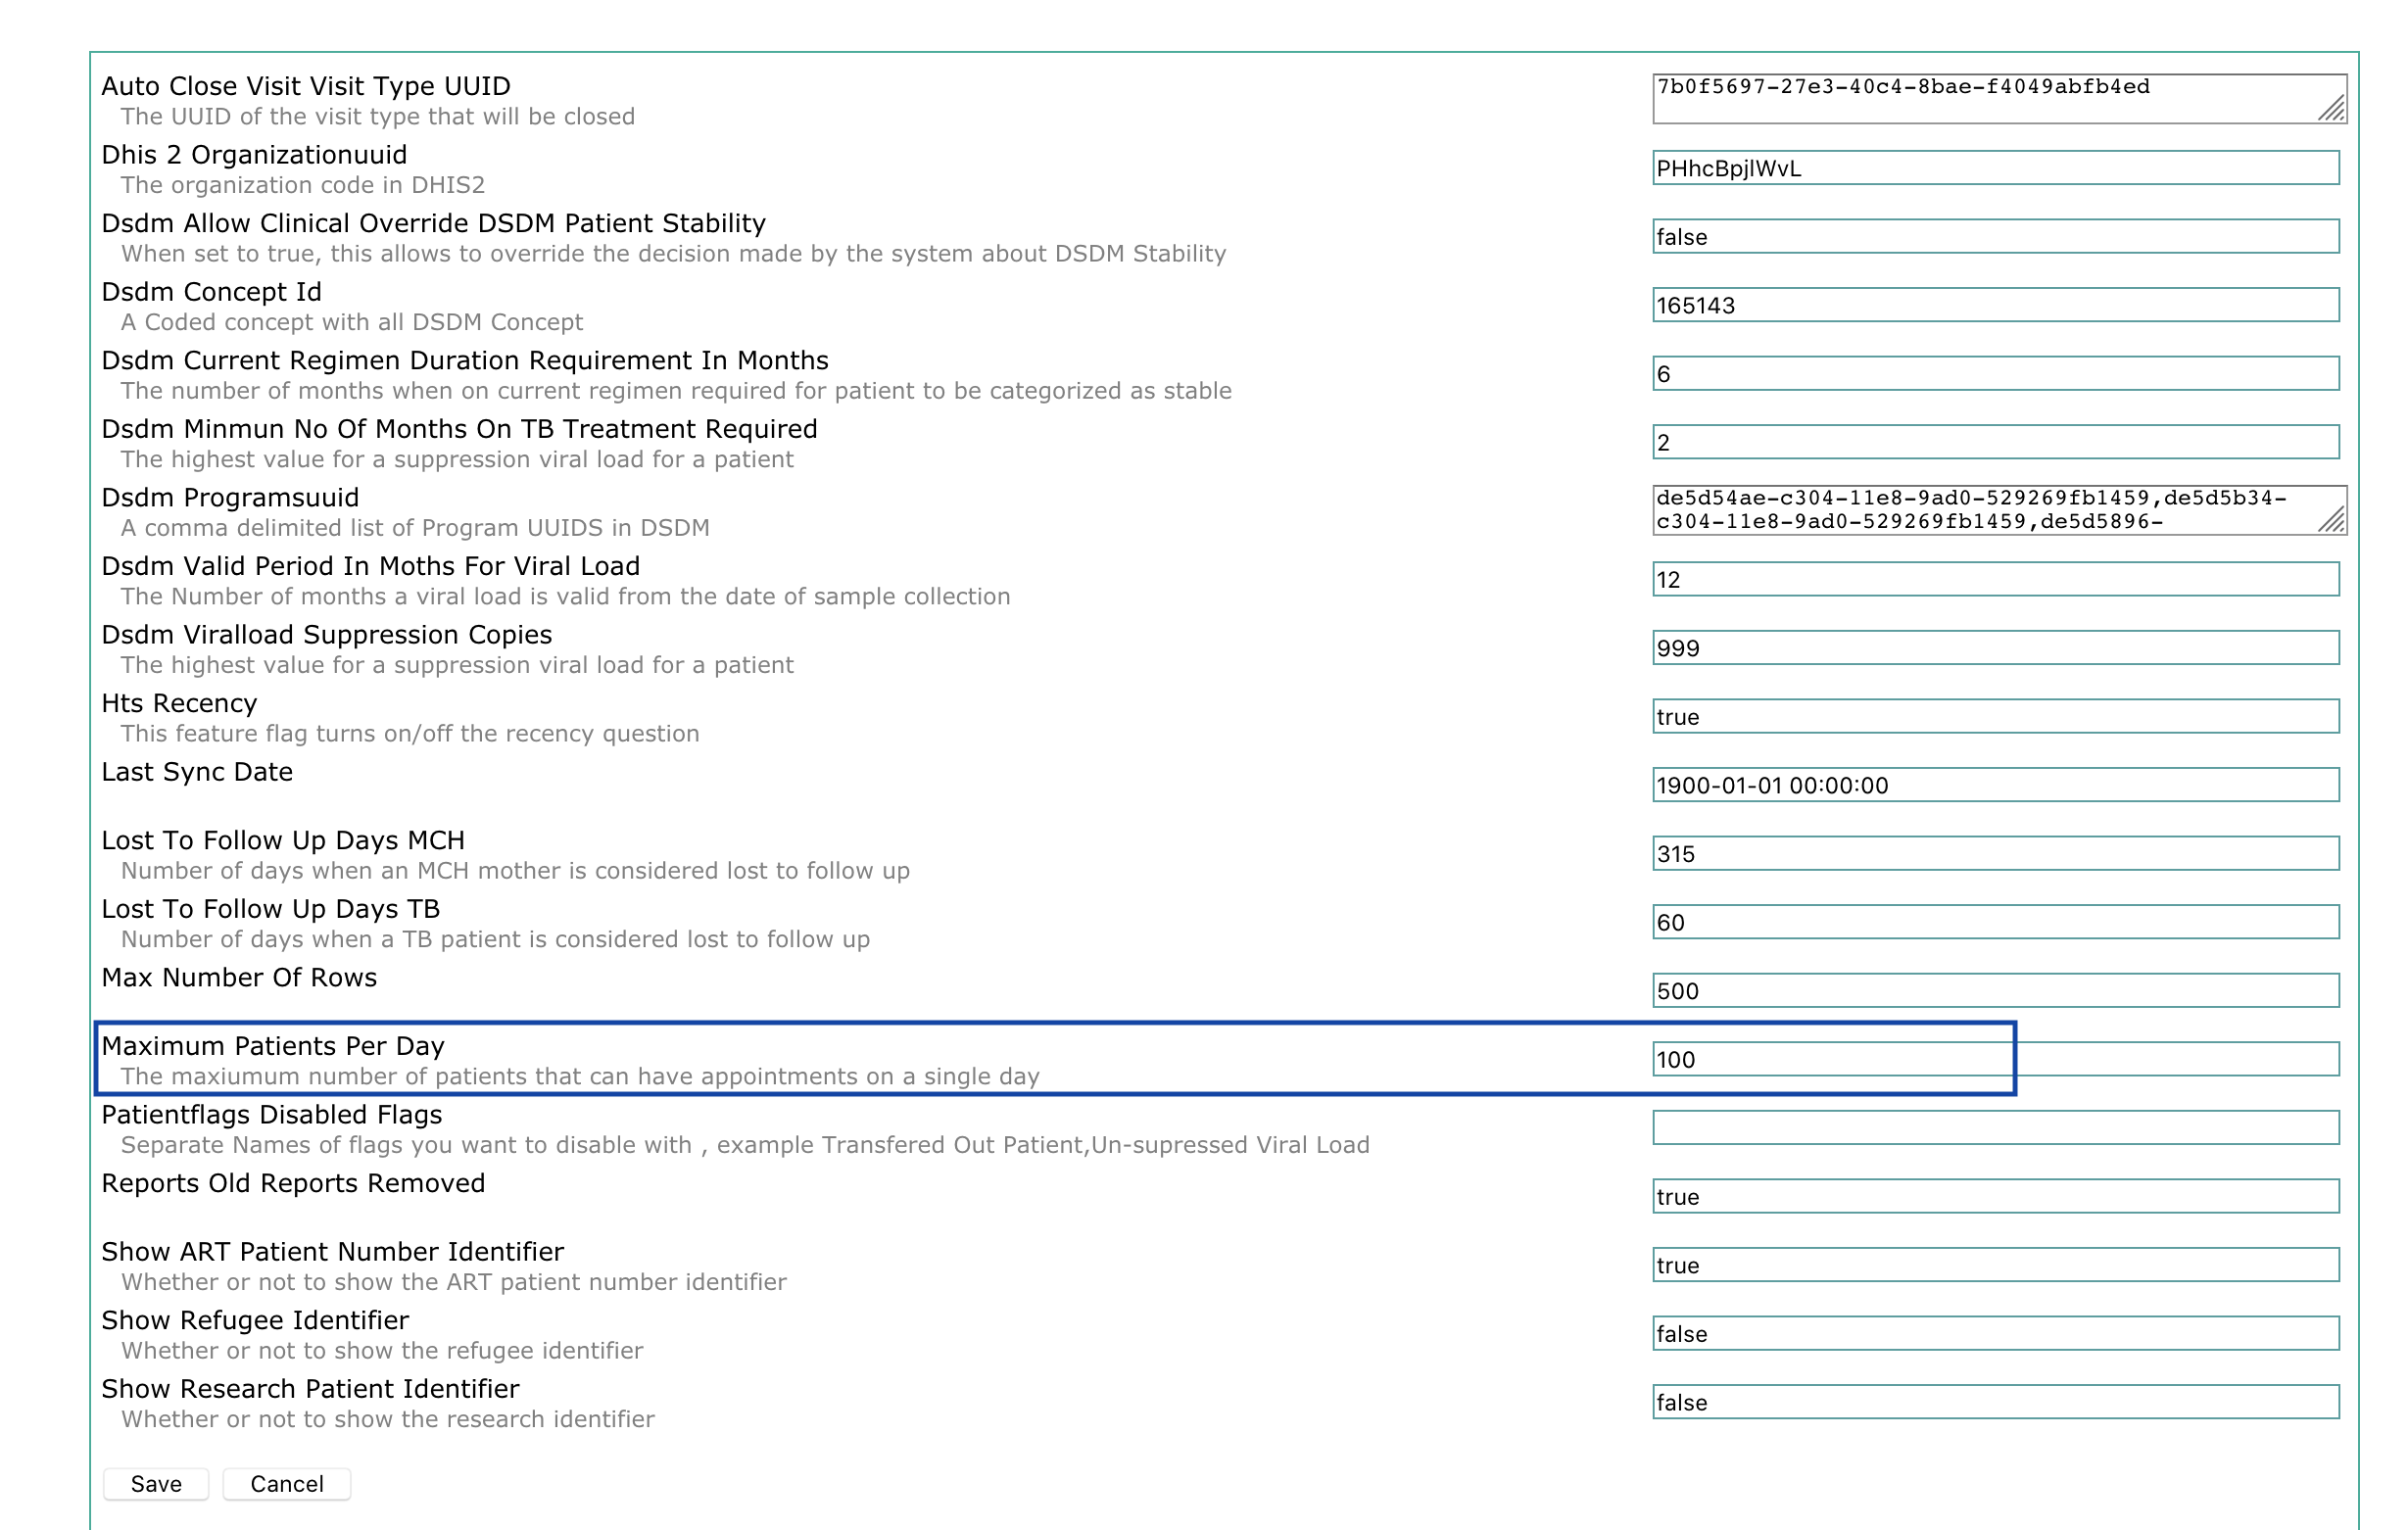 Auto Close Visit Visit Type UUID
7b0f5697-27e3-40c4-8bae-f4049abfb4ed
The UUID of the visit type that will be closed
Dhis 2 Organizationuuid
PHhcBpjlWvL
The organization code in DHIS2
Dsdm Allow Clinical Override DSDM Patient Stability
false
When set to true, this allows to override the decision made by the system about DSDM Stability
Dsdm Concept Id
165143
A Coded concept with all DSDM Concept
Dsdm Current Regimen Duration Requirement In Months
6
The number of months when on current regimen required for patient to be categorized as stable
Dsdm Minmun No Of Months On TB Treatment Required
2
The highest value for a suppression viral load for a patient
Dsdm Programsuuid
de5d54ae-c304-11e8-9ad0-529269fb1459,de5d5b34-
c304-11e8-9ad0-529269fb1459,de5d5896-
A comma delimited list of Program UUIDS in DSDM
Dsdm Valid Period In Moths For Viral Load
12
The Number of months a viral load is valid from the date of sample collection
Dsdm Viralload Suppression Copies
999
The highest value for a suppression viral load for a patient
Hts Recency
true
This feature flag turns on/off the recency question
Last Sync Date
1900-01-01 00:00:00
Lost To Follow Up Days MCH
315
Number of days when an MCH mother is considered lost to follow up
Lost To Follow Up Days TB
60
Number of days when a TB patient is considered lost to follow up
Max Number Of Rows
500
Maximum Patients Per Day
100
The maxiumum number of patients that can have appointments on a single day
Patientflags Disabled Flags
Separate Names of flags you want to disable with , example Transfered Out Patient,Un-supressed Viral Load
Reports Old Reports Removed
true
Show ART Patient Number Identifier
true
Whether or not to show the ART patient number identifier
Show Refugee Identifier
false
Whether or not to show the refugee identifier
Show Research Patient Identifier
false
Whether or not to show the research identifier
Save Cancel